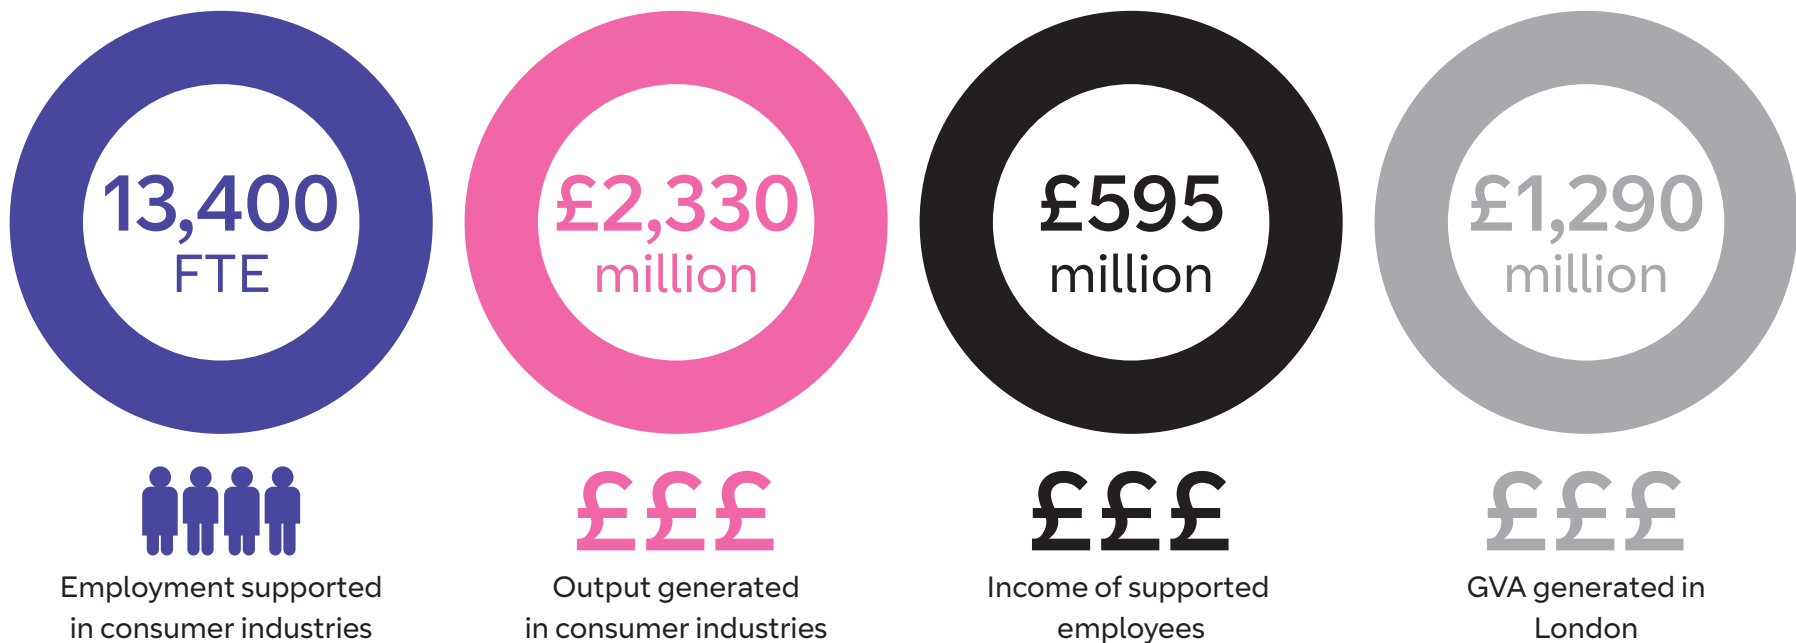 13,400
FTE
£2,330
million
£595
million
£1,290
million
£££
£££
£££
Employment supported
in consumer industries
Output generated
in consumer industries
Income of supported
employees
GVA generated in
London